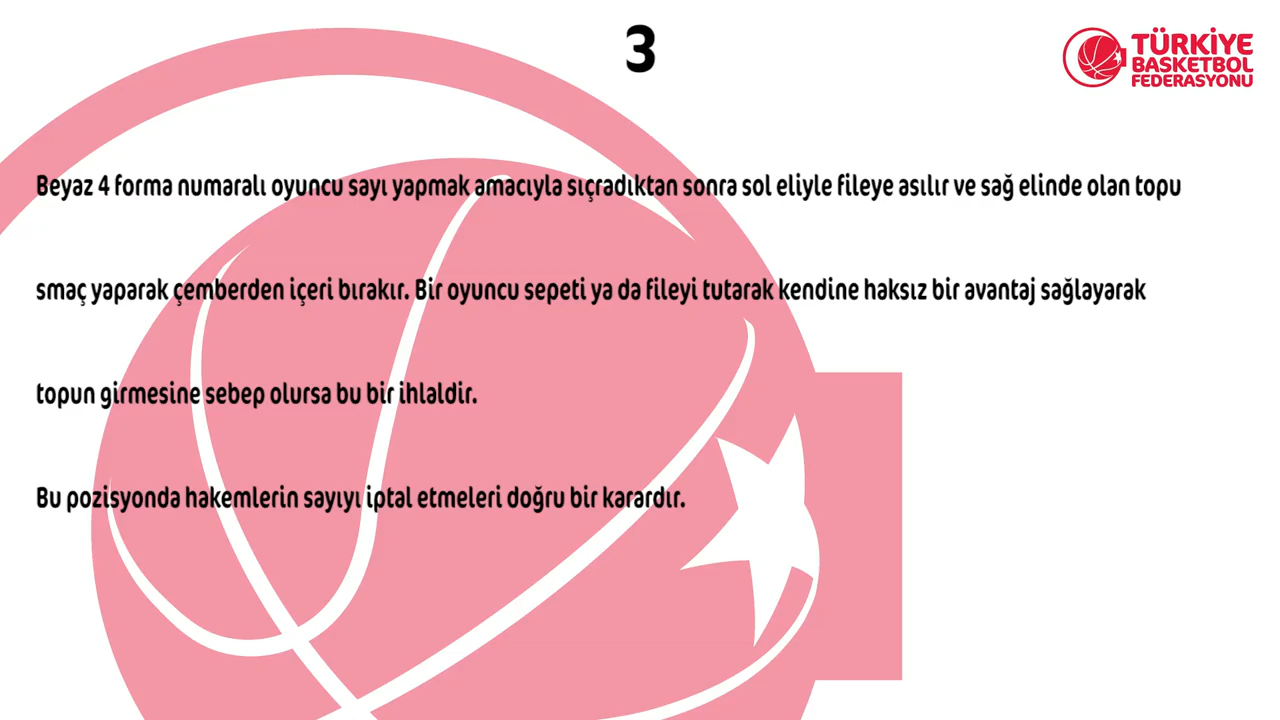 3
TÜRKİYE
BASKETBOL
FEDERASYONU
Beyaz 4 forma numaralı oyuncu sayı yapmak amacıyla sıçradıktan sonra sol eliyle fileye asılır ve sağ elinde olan topu
smaç yaparak çemberden içeri bırakır. Bir oyuncu sepeti ya da fileyi tutarak kendine haksız bir avantaj sağlayarak
topun girmesine sebep olursa bu bir ihlaldir.
Bu pozisyonda hakemlerin sayıyı iptal etmeleri doğru bir karardır.